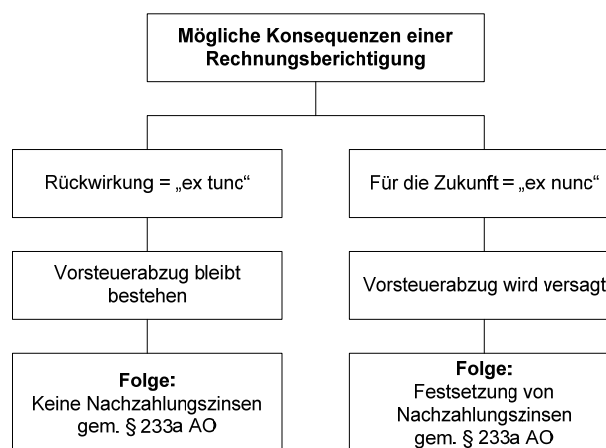 Mögliche Konsequenzen einer
Rechnungsberichtigung
Rückwirkung = „ex tunc“
Für die Zukunft = „ex nunc“
Vorsteuerabzug bleibt
bestehen
Vorsteuerabzug wird versagt
Folge:
Keine Nachzahlungszinsen
gem. § 233a AO
Folge:
Festsetzung von
Nachzahlungszinsen
gem. § 233a AO